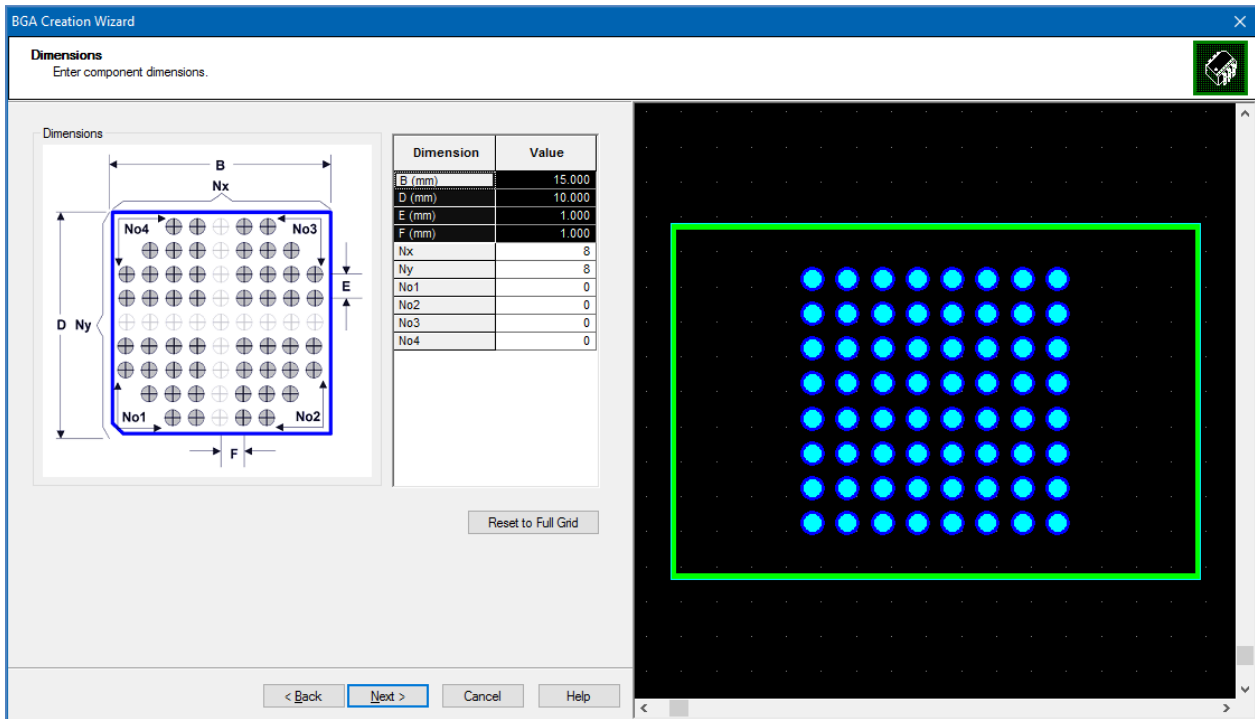 BGA Creation Wizard
Dimensions
Enter component dimensions.
Dimensions
B
Nx
No4
No3
E
D Ny
No1
No2
F
Dimension Value
B (mm) 15.000
D (mm) 10.000
E (mm) 1.000
F (mm) 1.000
Nx 8
Ny 8
No1 0
No2 0
No3 0
No4 0
Reset to Full Grid
< Back Next > Cancel Help